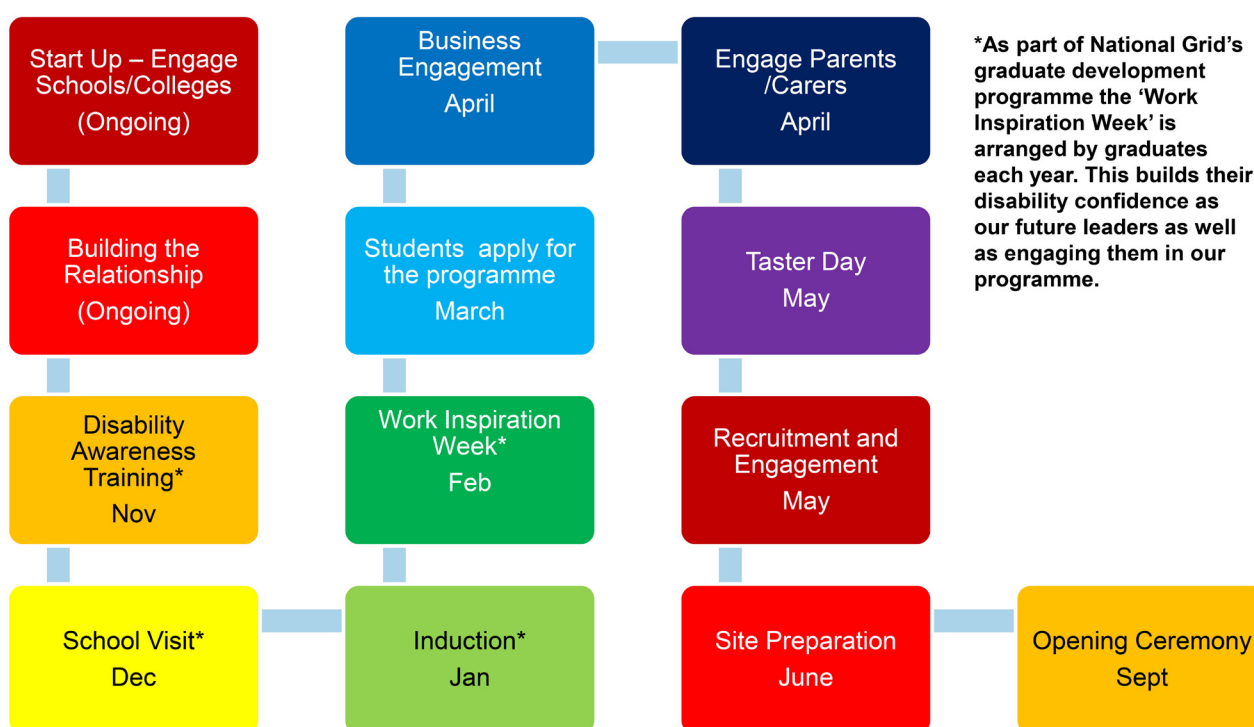 Start Up – Engage
Schools/Colleges
(Ongoing)
Building the
Relationship
(Ongoing)
Disability
Awareness
Training*
Nov
School Visit*
Dec
Induction*
Jan
Work Inspiration
Week*
Feb
Students apply for
the programme
March
Business
Engagement
April
Engage Parents
/Carers
April
Taster Day
May
Recruitment and
Engagement
May
Site Preparation
June
Opening Ceremony
Sept
*As part of National Grid's
graduate development
programme the ‘Work
Inspiration Week’ is
arranged by graduates
each year. This builds their
disability confidence as
our future leaders as well
as engaging them in our
programme.